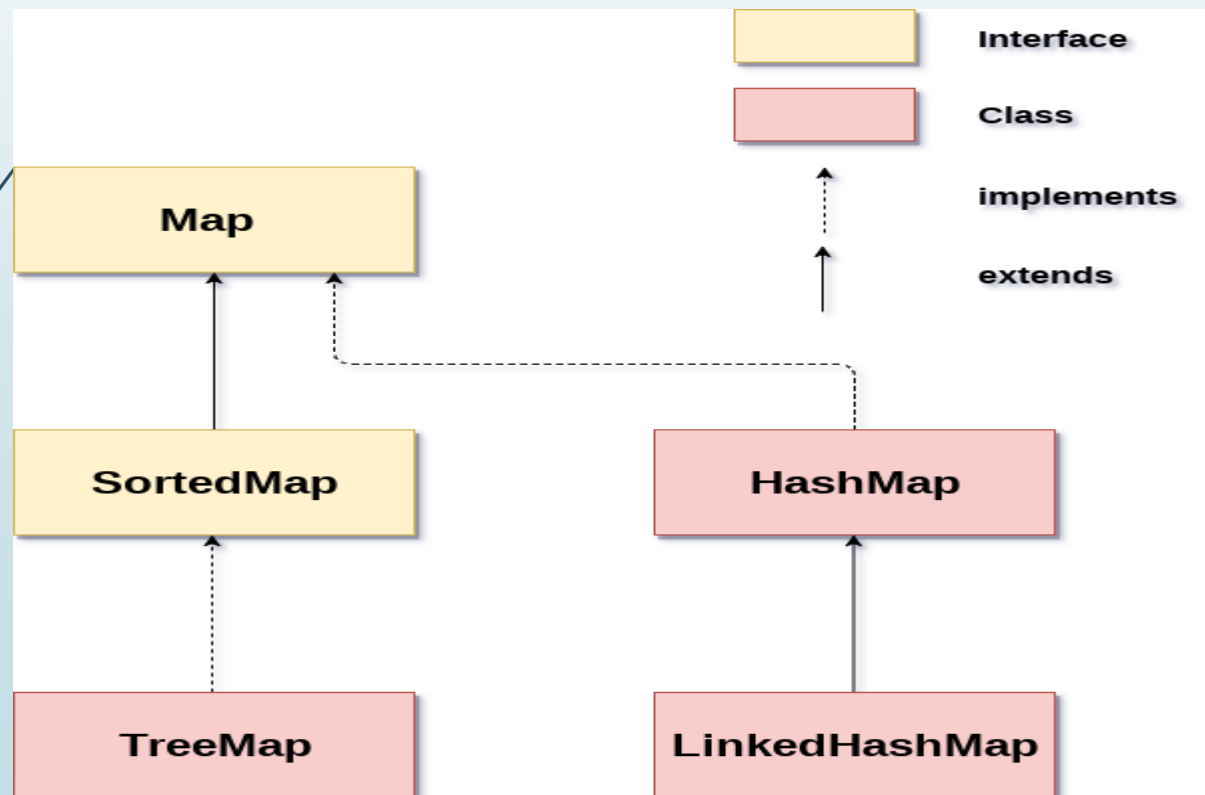 Interface
Class
implements
extends
Map
SortedMap
HashMap
TreeMap
LinkedHashMap